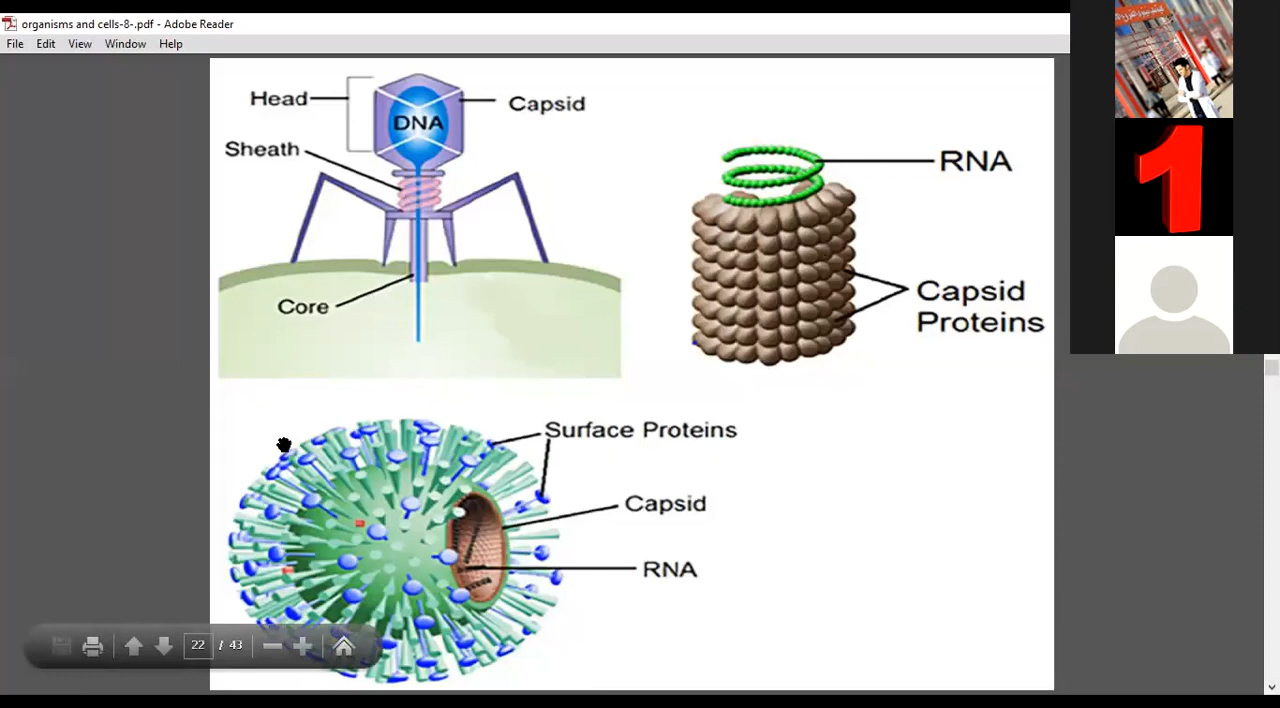 organisms and cells-8-.pdf - Adobe Reader
File Edit View Window Help
Head
Capsid
DNA
Sheath
Core
RNA
Capsid
Proteins
Surface Proteins
Capsid
RNA
22 / 43
1